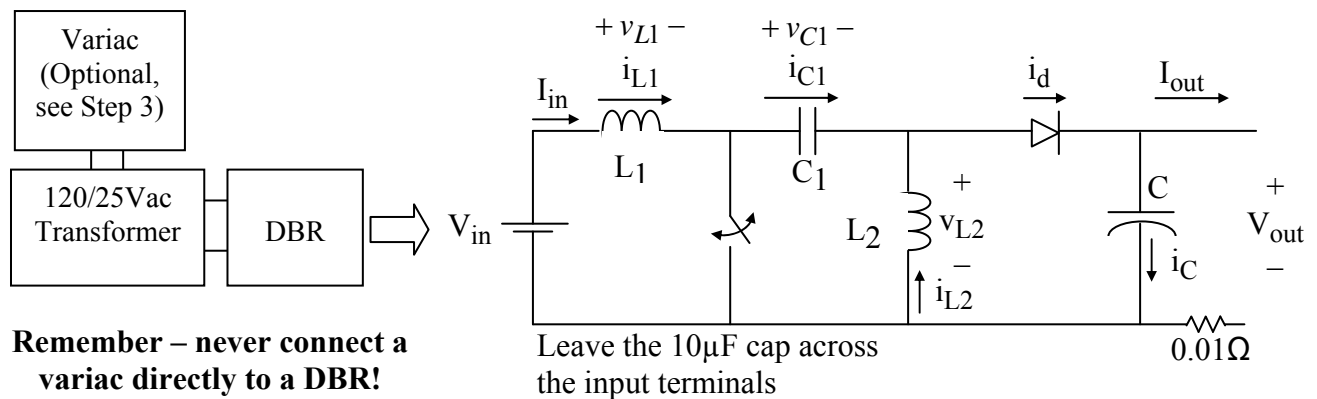 Variac
(Optional,
see Step 3)
120/25Vac
Transformer
DBR
Remember – never connect a
variac directly to a DBR!
Vin
Iin
+ vL1 −
iL1
L1
+ vC1 −
iC1
C1
L2
+
vL2
−
iL2
id
Iout
C
iC
+
Vout
−
0.01Ω
Leave the 10µF cap across
the input terminals